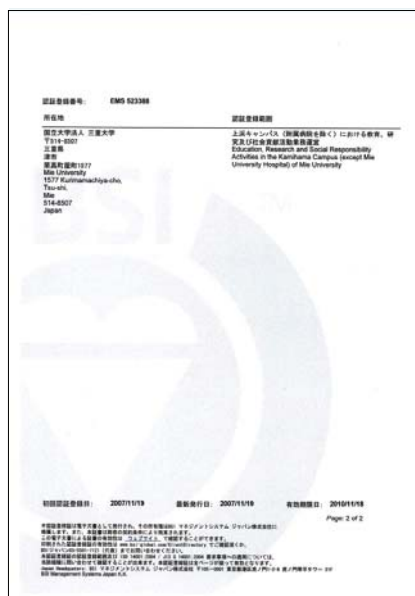 認証登録番号: EMS 523388
所在地
認証登録範囲
国立大学法人 三重大学
〒514-8507
三重県
津市
栗真町屋町1577
Mie University
1577 Kurimamachiya-cho,
Tsu-shi,
Mie
514-8507
Japan
上浜キャンパス(附属病院を除く)における教育、研
究及び社会貢献活動業務運営
Education, Research and Social Responsibility
Activities in the Kamihama Campus (except Mie
University Hospital) of Mie University
BSI
TM
初回認証登録日: 2007/11/19 最新発行日: 2007/11/19 有効期限日: 2010/11/18
Page: 2 of 2
BSI Management Systems Japan K.K.